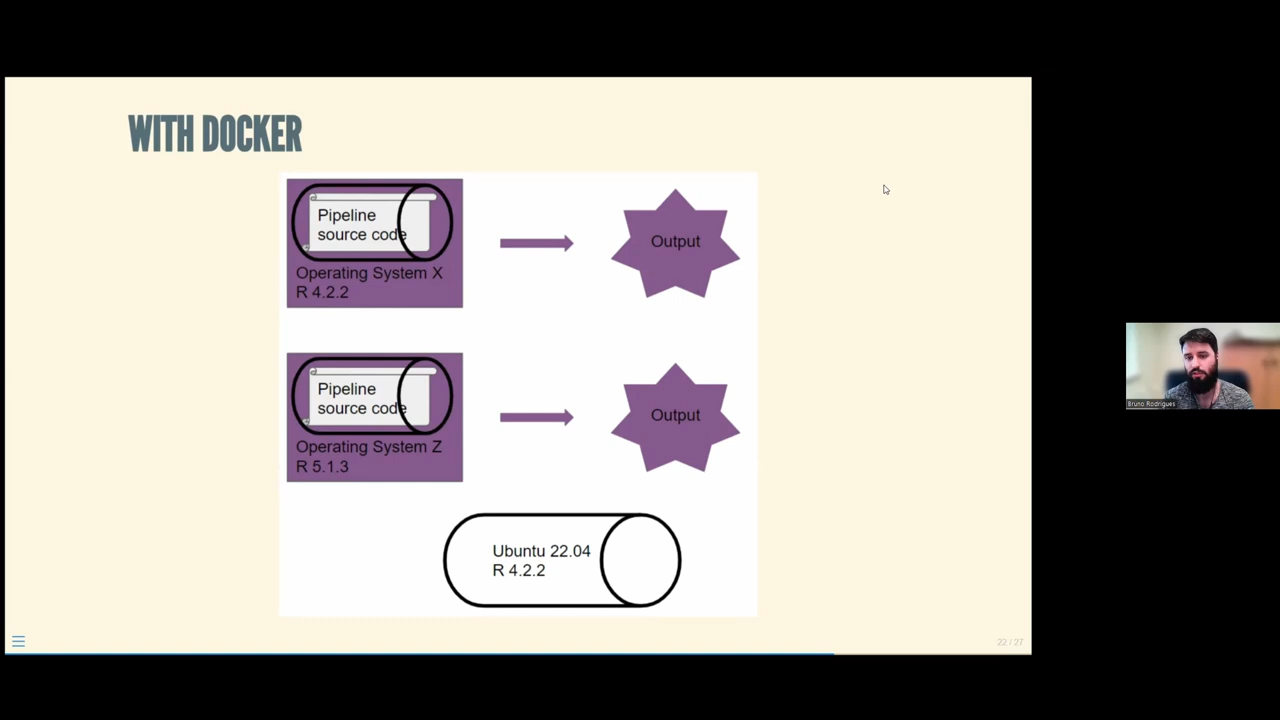 WITH DOCKER
Pipeline
source code
Operating System X
R 4.2.2
Output
Pipeline
source code
Operating System Z
R 5.1.3
Output
Ubuntu 22.04
R 4.2.2
22 / 27
Bruno Rodrigues